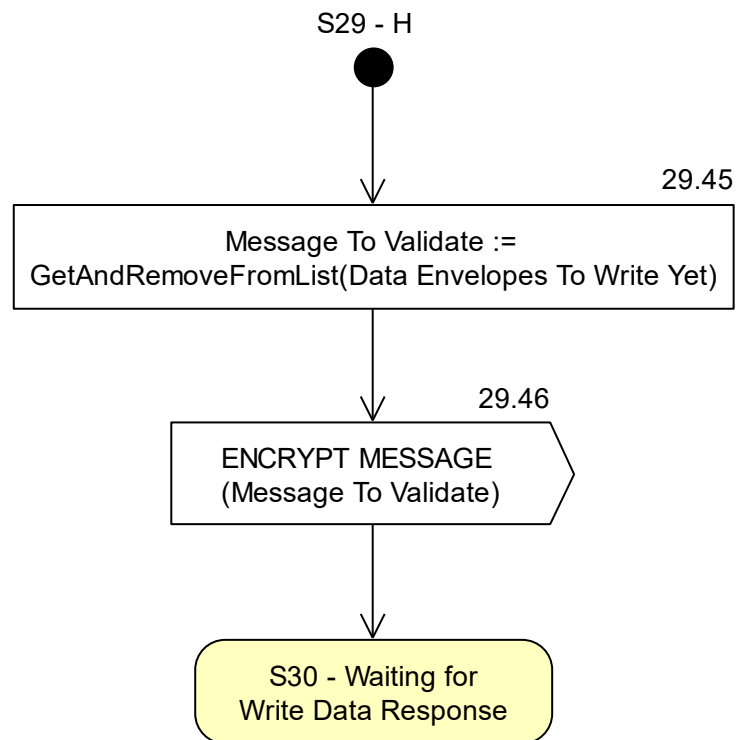 S29 - H
29.45
Message To Validate :=
GetAndRemoveFromList(Data Envelopes To Write Yet)
29.46
ENCRYPT MESSAGE
(Message To Validate)
S30 - Waiting for
Write Data Response